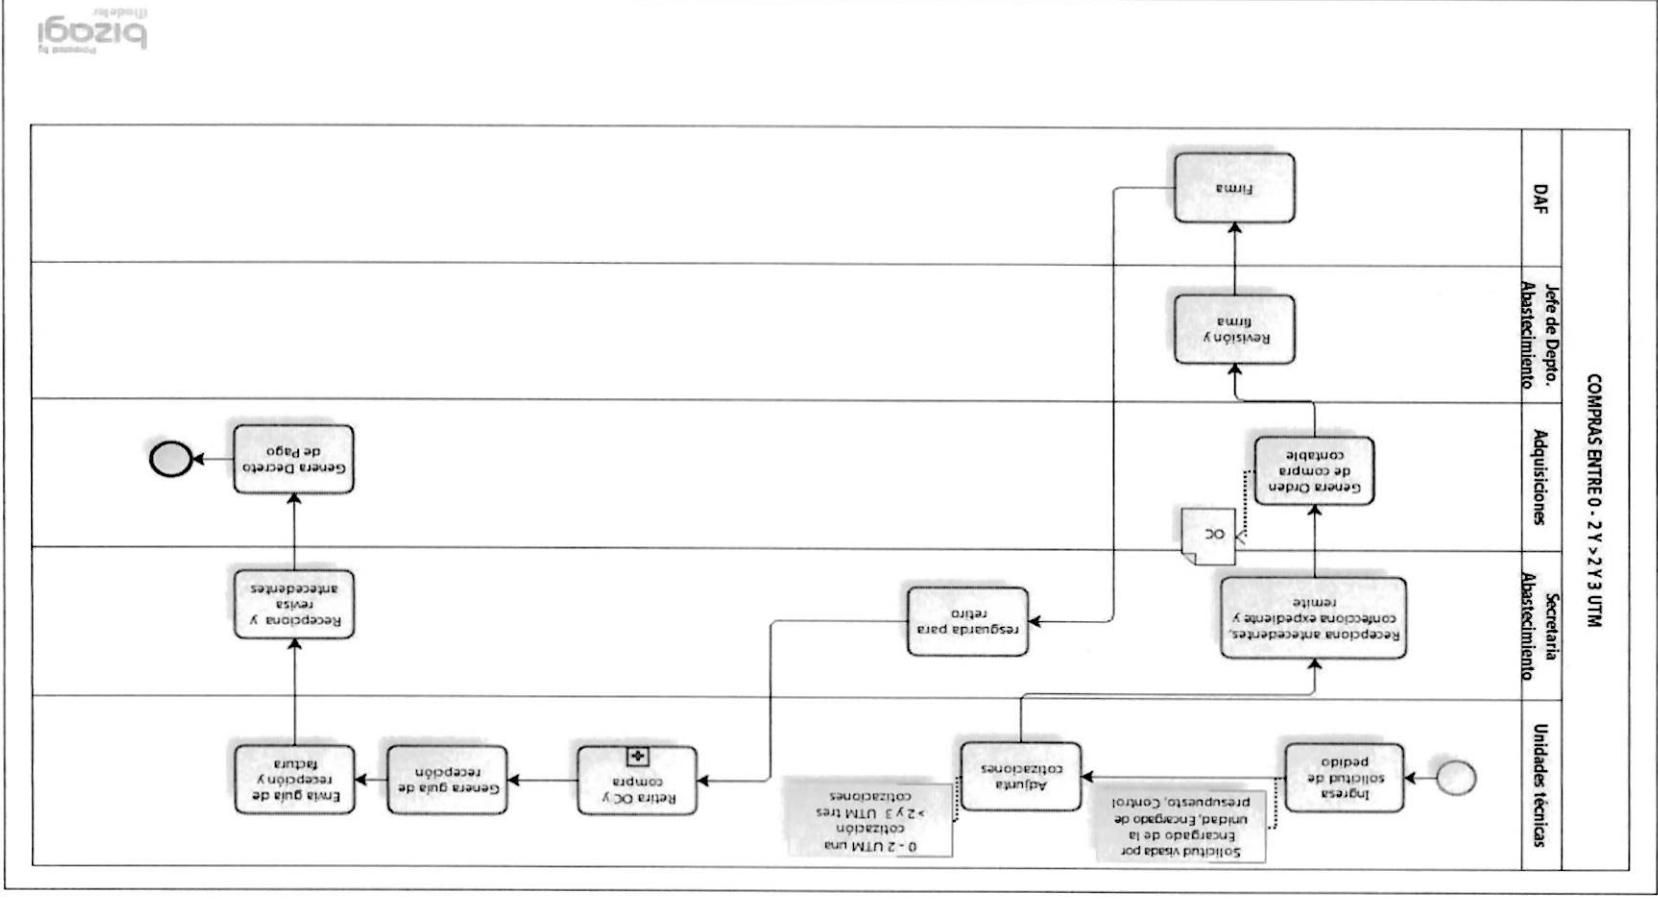 COMPRAS ENTRE 0 - 2 Y > 2 Y 3 UTM
Unidades técnicas
Ingresa
solicitud de
pedido
Solicitud visada por
Encargado de la
unidad, Encargado de
presupuesto, Control
Adjunta
cotizaciones
0 - 2 UTM una
cotización
> 2 y 3 UTM tres
cotizaciones
Retira OC y
compra
Genera guía de
recepción
Envía guía de
recepción y
factura
Secretaria
Abastecimiento
Recepciona antecedentes,
confecciona expediente y
remite
resguarda para
retiro
Recepciona y
revisa
antecedentes
Adquisiciones
Genera Orden
de compra
contable
OC
Genera Decreto
de Pago
Jefe de Depto.
Abastecimiento
Revisión y
firma
DAF
Firma
Powered by
bizagi
Modeler